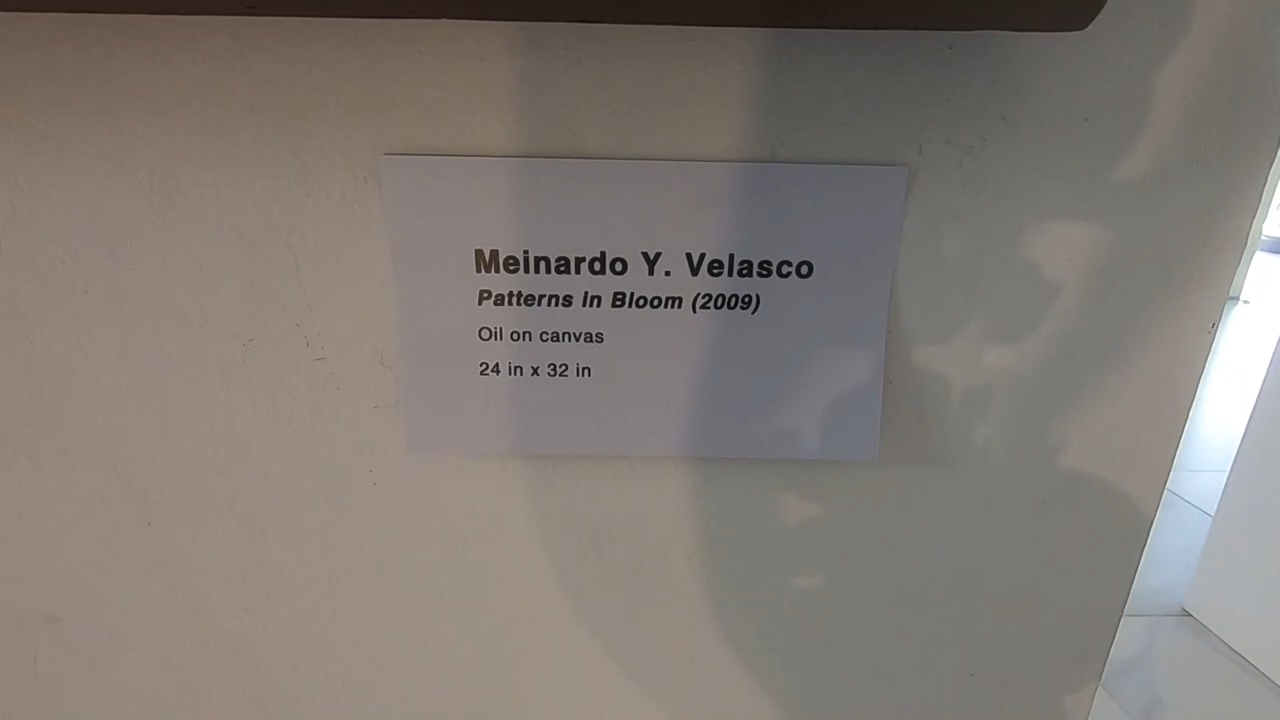 Meinardo Y. Velasco
Patterns in Bloom (2009)
Oil on canvas
24 in x 32 in